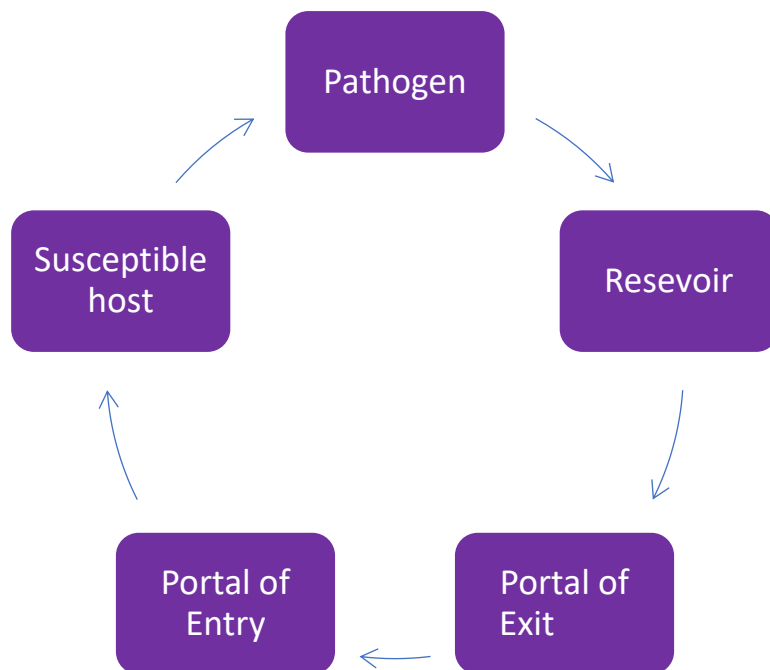 Pathogen
Resevoir
Portal of
Exit
Portal of
Entry
Susceptible
host